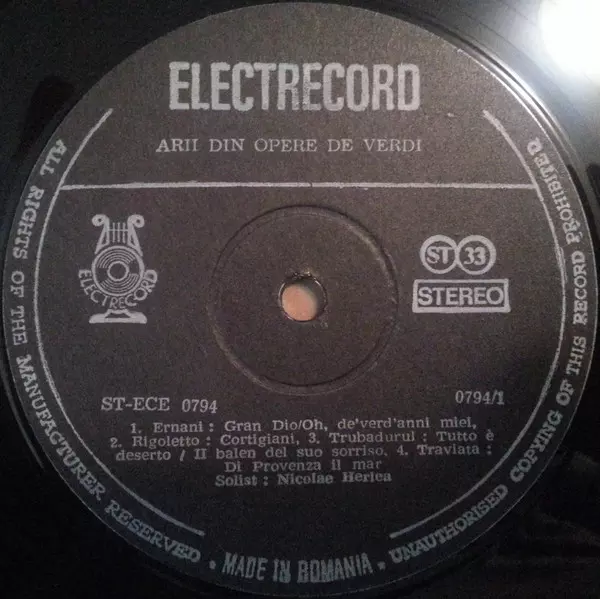 ELECTRECORD
ARII DIN OPERE DE VERDI
ELECTRECORD
ST 33
STEREO
ST-ECE 0794
0794/1
1. Ernani : Gran Dio/Oh, de'verd'anni miei,
2. Rigoletto : Cortigiani, 3. Trubadurul : Tutto è
deserto / Il balen del suo sorriso, 4. Traviata :
Di Provenza il mar
Solist : Nicolae Herlea
ALL RIGHTS OF THE MANUFACTURER RESERVED • MADE IN ROMANIA • UNAUTHORISED COPYING OF THIS RECORD PROHIBITED